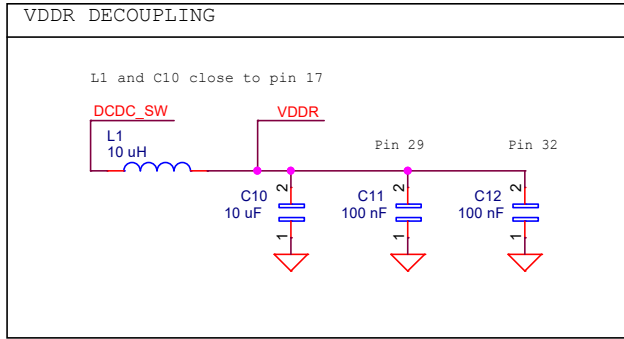 VDDR DECOUPLING
L1 and C10 close to pin 17
DCDC_SW
VDDR
L1
10 uH
Pin 29
Pin 32
C10
10 uF
2
1
C11
100 nF
2
1
C12
100 nF
2
1